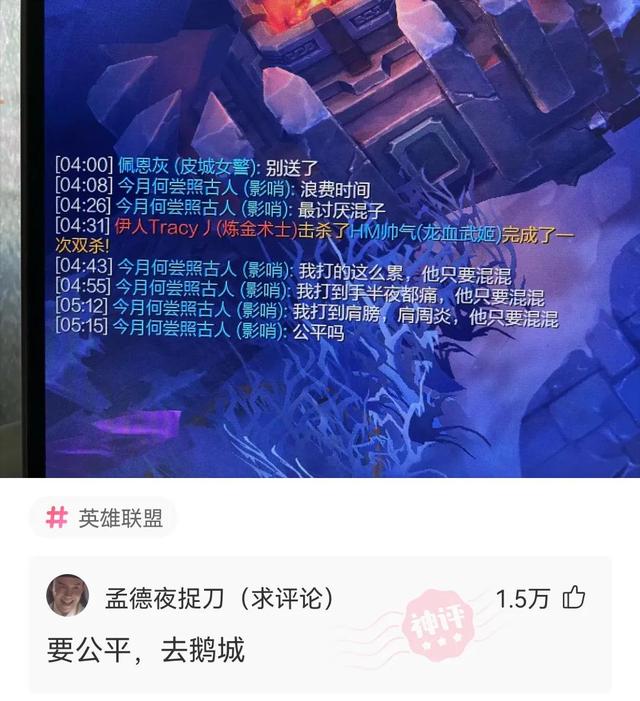 [04:00] 佩恩灰 (皮城女警): 别送了
[04:08] 今月何尝照古人 (影哨): 浪费时间
[04:26] 今月何尝照古人 (影哨): 最讨厌混子
[04:31] 伊人Tracy丿(炼金术士)击杀了HM帅气(龙血武姬)完成了一
次双杀!
[04:43] 今月何尝照古人 (影哨): 我打的这么累，他只要混混
[04:55] 今月何尝照古人 (影哨): 我打到手半夜都痛，他只要混混
[05:12] 今月何尝照古人 (影哨): 我打到肩膀，肩周炎，他只要混混
[05:15] 今月何尝照古人 (影哨): 公平吗
# 英雄联盟
孟德夜捉刀（求评论） 1.5万
神评
要公平，去鹅城